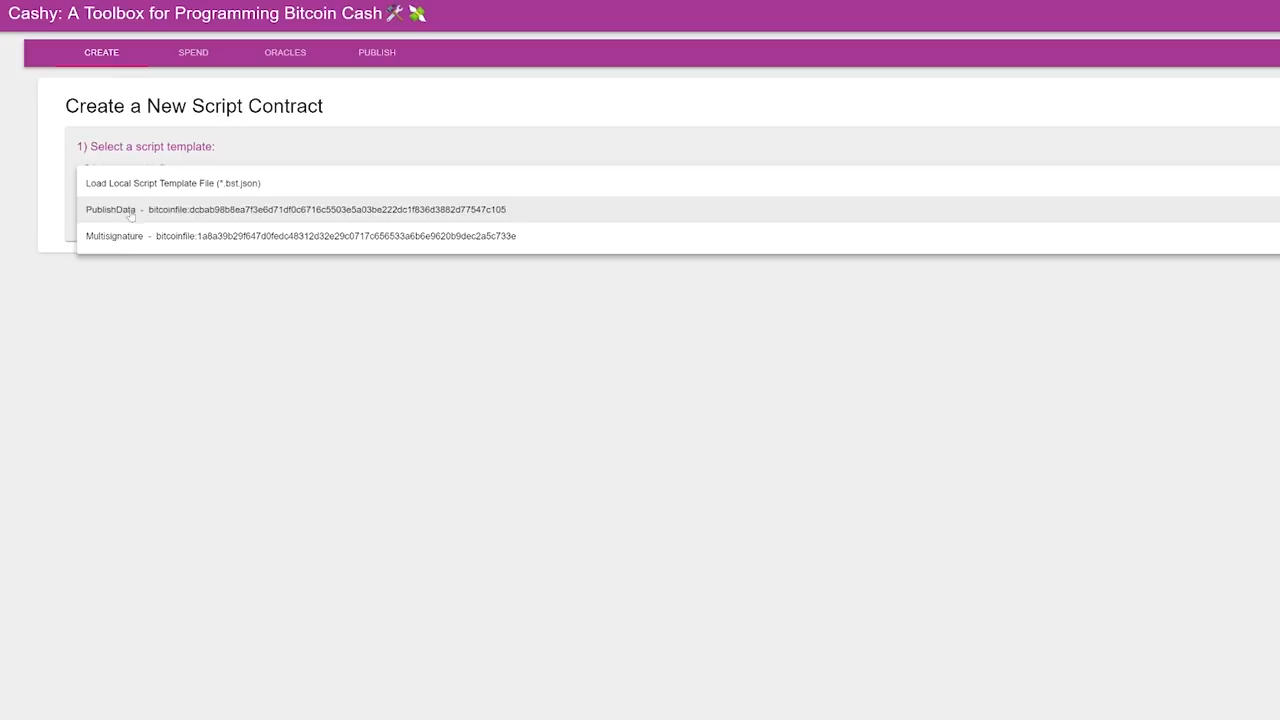 Cashy: A Toolbox for Programming Bitcoin Cash🛠️💸
CREATE SPEND ORACLES PUBLISH
Create a New Script Contract
1) Select a script template:
Load Local Script Template File (*.bst.json)
PublishData - bitcoinfile:dcbab98b8ea7f3e6d71df0c6716c5503e5a03be222dc1f836d3882d77547c105
Multisignature - bitcoinfile:1a8a39b29f647d0fedc48312d32e29c0717c656533a6b6e9620b9dec2a5c733e